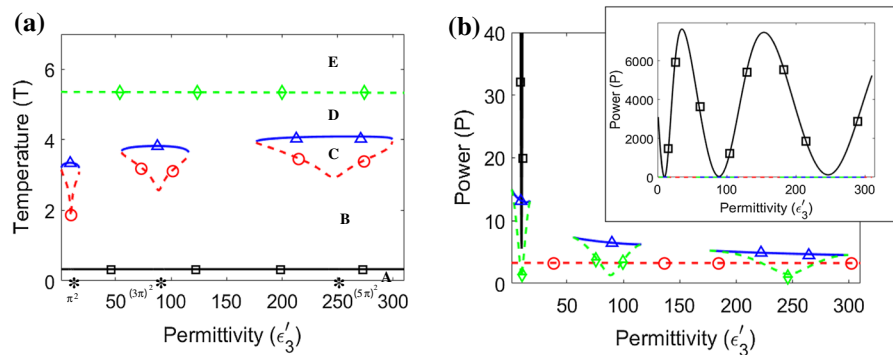 (a)
Temperature (T)
6
4
2
0
E
D
C
B
A
* * *
π² 50 (3π)² 100 150 200 250 (5π)² 300
Permittivity (ϵ′₃)
(b)
Power (P)
40
30
20
10
0
0 50 100 150 200 250 300
Permittivity (ϵ′₃)
Power (P)
6000
4000
2000
0
0 100 200 300
Permittivity (ϵ′₃)